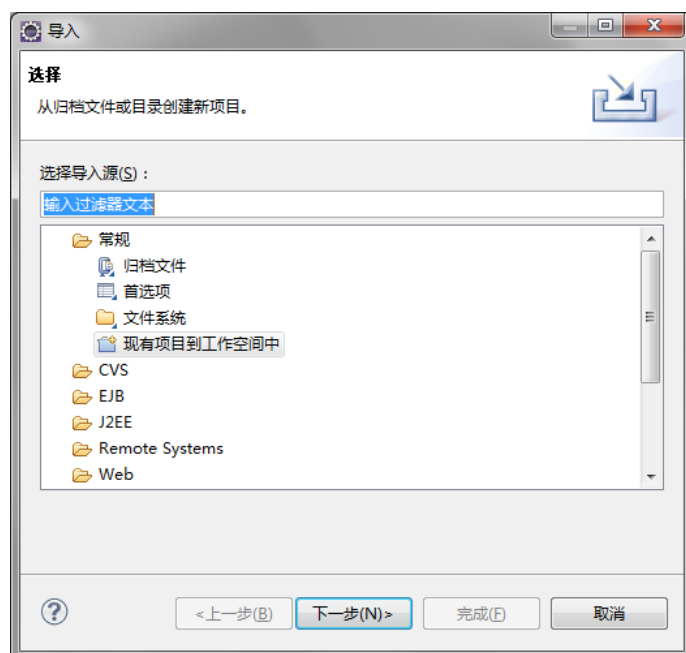 导入
选择
从归档文件或目录创建新项目。
选择导入源(S)：
输入过滤器文本
常规
归档文件
首选项
文件系统
现有项目到工作空间中
CVS
EJB
J2EE
Remote Systems
Web
<上一步(B) 下一步(N)> 完成(F) 取消